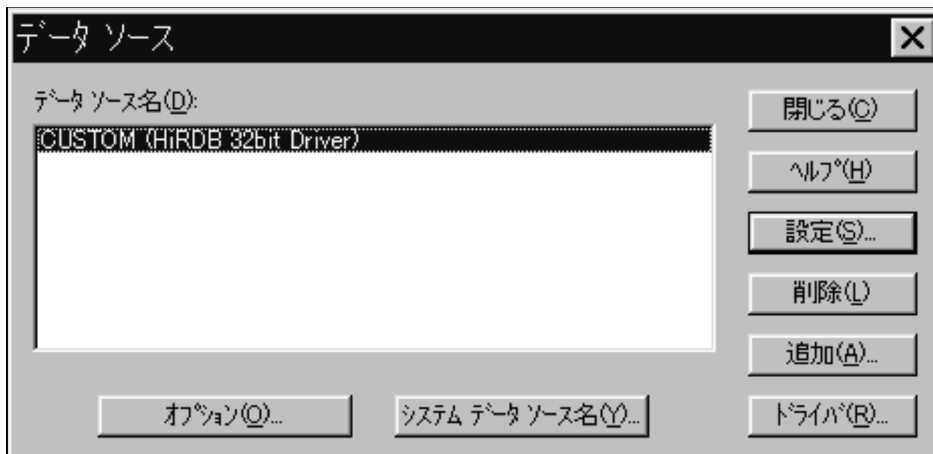 データ ソース
データ ソース名(D):
CUSTOM (HiRDB 32bit Driver)
閉じる(C)
ヘルプ(H)
設定(S)...
削除(L)
追加(A)...
オプション(O)...
システム データ ソース名(Y)...
ドライバ(R)...